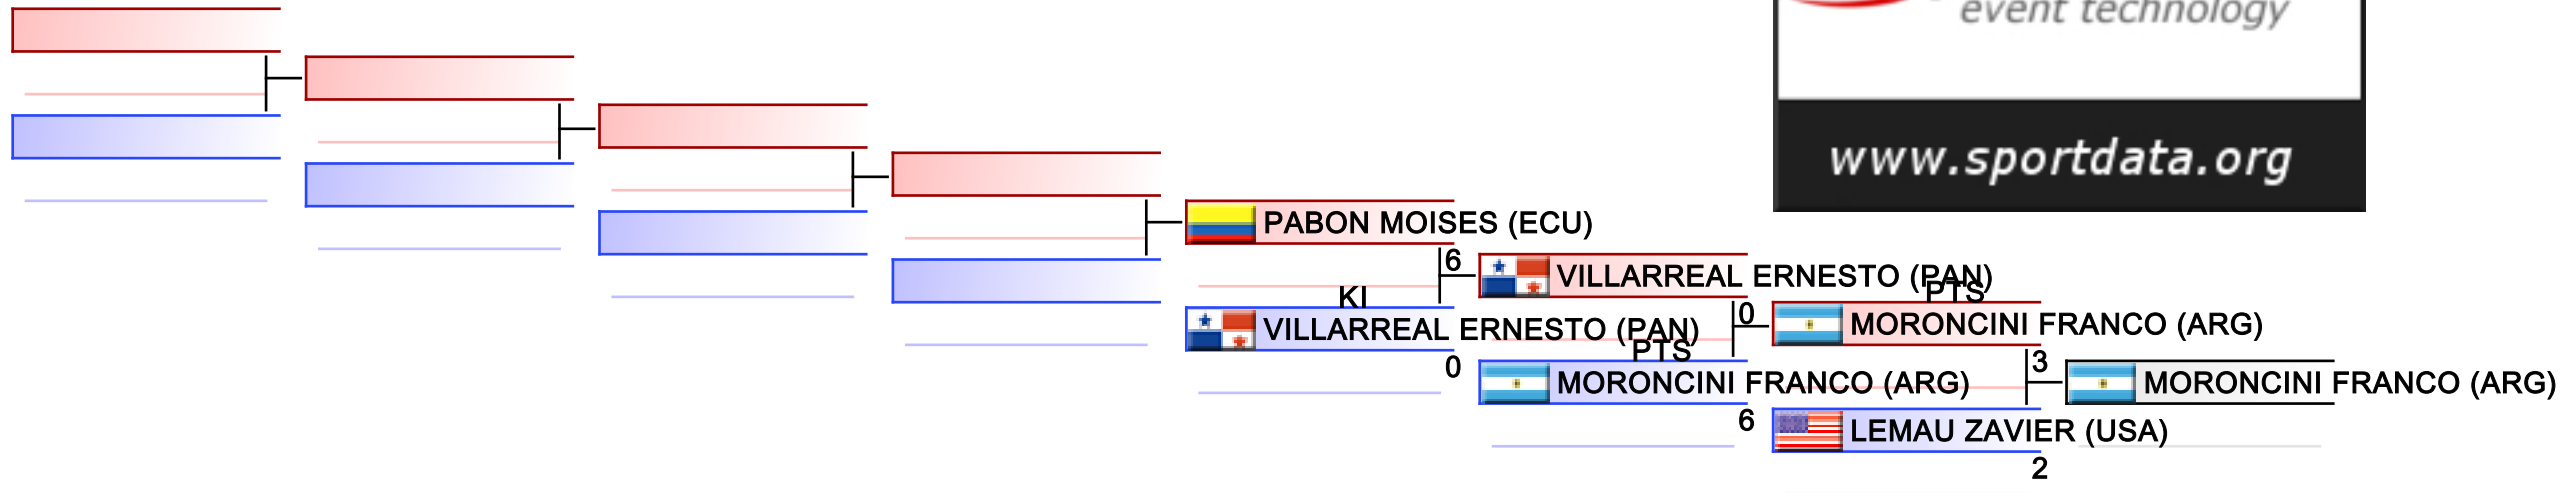 event technology
www.sportdata.org
PABON MOISES (ECU)
6
VILLARREAL ERNESTO (PAN)
KI
PTS
VILLARREAL ERNESTO (PAN)
0
MORONCINI FRANCO (ARG)
PTS
0
3
MORONCINI FRANCO (ARG)
MORONCINI FRANCO (ARG)
6
LEMAU ZAVIER (USA)
2